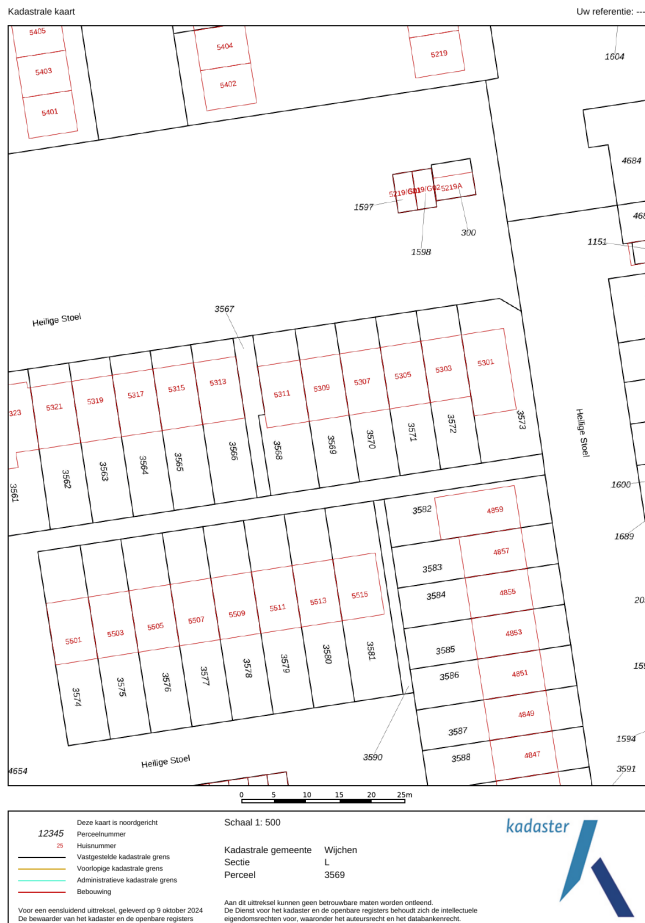 Kadastrale kaart
Uw referentie: ---
5405
5404
5219
1604
5403
5402
5401
4684
5219/G02
5219A
1597
300
1598
1151
3567
Heilige Stoel
5301
5303
5305
5307
5309
5311
5313
5315
5317
5319
5321
323
3573
Heilige Stoel
3572
3571
3570
3569
3568
3566
3565
3564
3563
3562
3561
1600
3582
4859
1689
4857
3583
4855
3584
5515
5513
5511
5509
5507
5505
5503
5501
4853
3585
3581
3580
3579
3578
3577
3576
3575
3574
4851
3586
4849
3587
1594
Heilige Stoel
3590
3588
4847
3591
4654
0 5 10 15 20 25m
Deze kaart is noordgericht
12345 Perceelnummer
25 Huisnummer
Vastgestelde kadastrale grens
Voorlopige kadastrale grens
Administratieve kadastrale grens
Bebouwing
Voor een eensluidend uittreksel, geleverd op 9 oktober 2024
De bewaarder van het kadaster en de openbare registers
Schaal 1: 500
Kadastrale gemeente Wijchen
Sectie L
Perceel 3569
Aan dit uittreksel kunnen geen betrouwbare maten worden ontleend.
De Dienst voor het kadaster en de openbare registers behoudt zich de intellectuele
eigendomsrechten voor, waaronder het auteursrecht en het databankenrecht.
kadaster